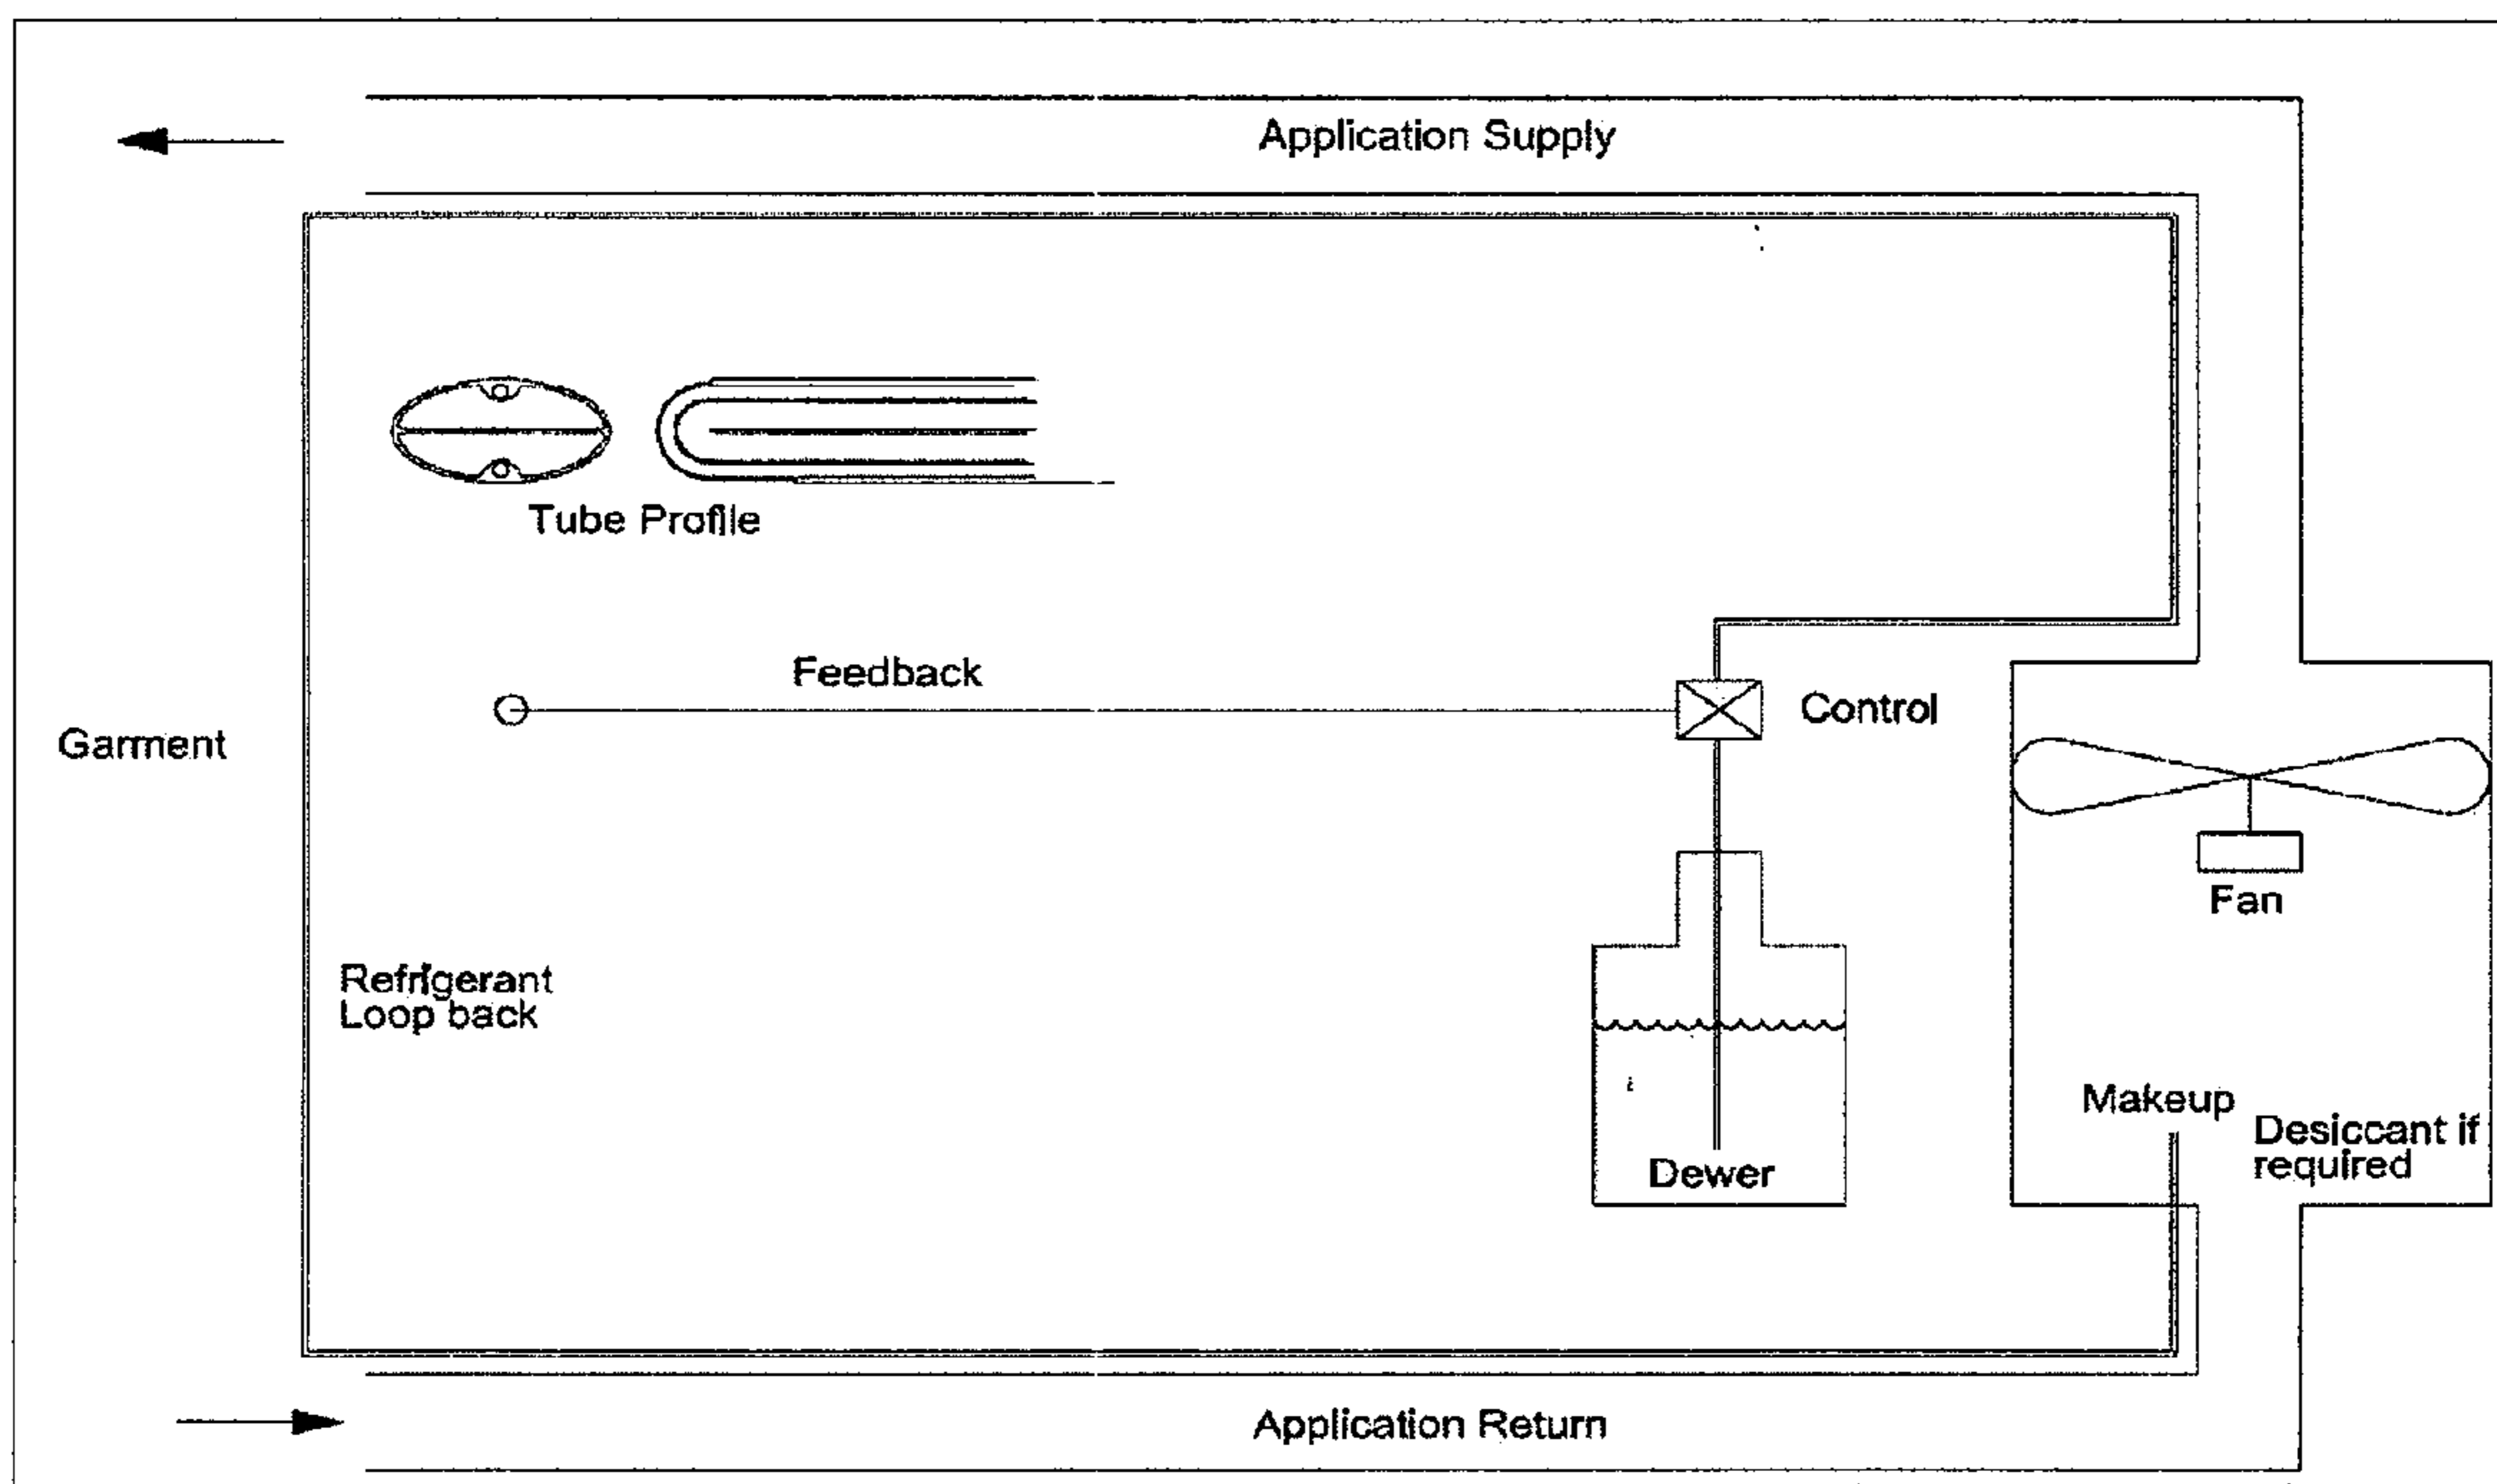 Application Supply
Tube Profile
Feedback
Control
Garment
Fan
Refrigerant
Loop back
Makeup
Desiccant if
required
Dewer
Application Return